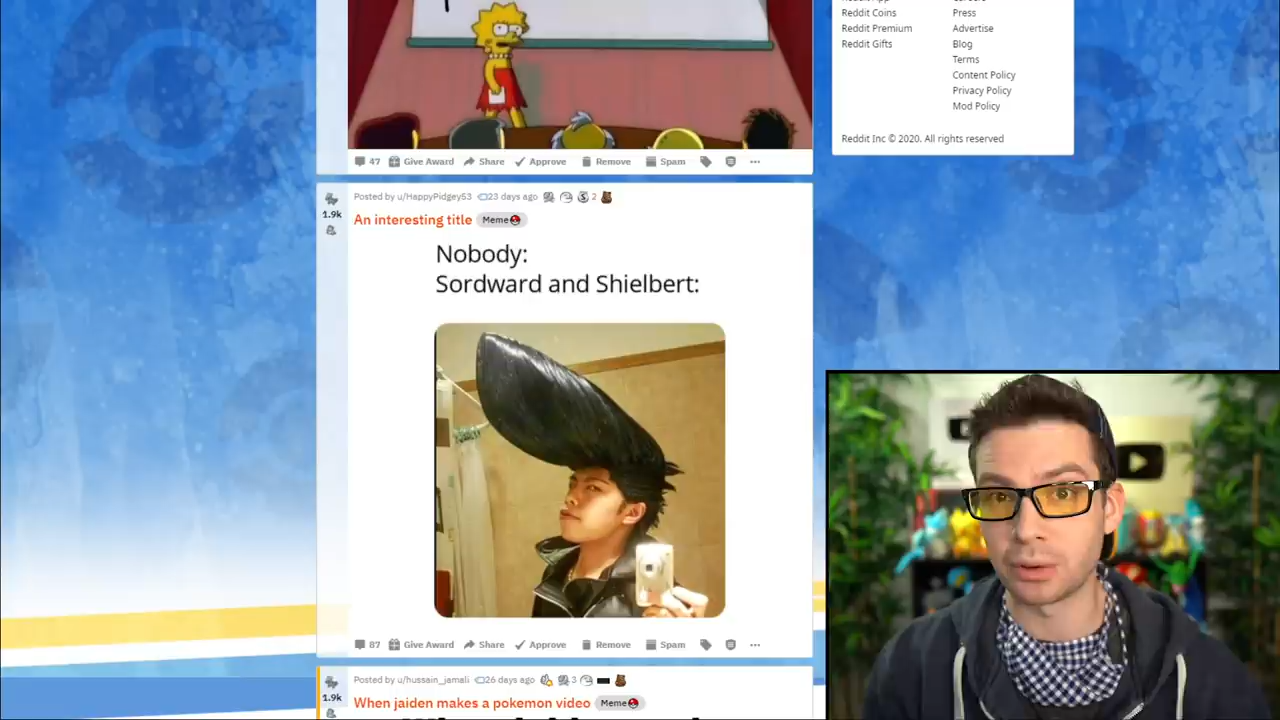 Reddit Coins
Press
Reddit Premium
Advertise
Reddit Gifts
Blog
Terms
Content Policy
Privacy Policy
Mod Policy
Reddit Inc © 2020. All rights reserved
47 Give Award Share Approve Remove Spam
Posted by u/HappyPidgey53 23 days ago 2
1.9k
An interesting title Meme
Nobody:
Sordward and Shielbert:
87 Give Award Share Approve Remove Spam
Posted by u/hussain_jamali 26 days ago 3
1.9k
When jaiden makes a pokemon video Meme